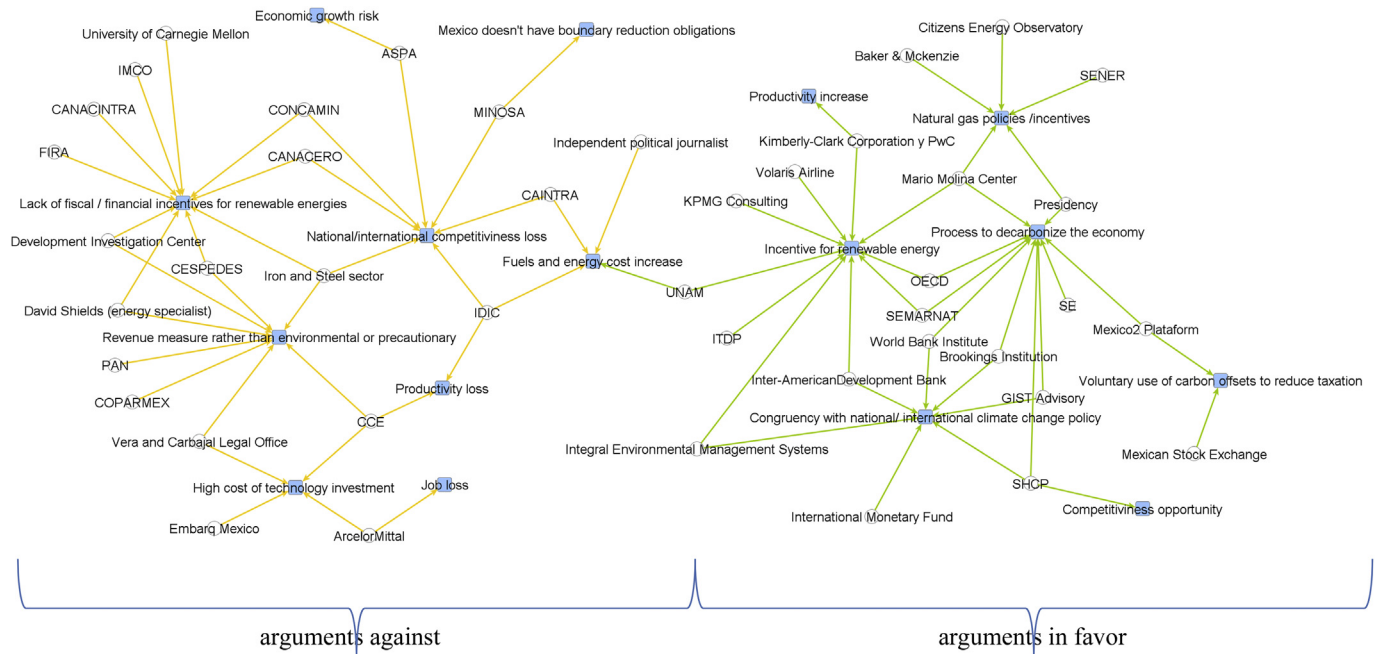 Economic growth risk
University of Carnegie Mellon
Mexico doesn't have boundary reduction obligations
ASPA
IMCO
CANACINTRA
CONCAMIN
MINOSA
FIRA
CANACERO
Independent political journalist
CAINTRA
Lack of fiscal / financial incentives for renewable energies
Development Investigation Center
National/international competitiviness loss
CESPEDES
Iron and Steel sector
Fuels and energy cost increase
David Shields (energy specialist)
IDIC
UNAM
Revenue measure rather than environmental or precautionary
PAN
Productivity loss
COPARMEX
CCE
Vera and Carbajal Legal Office
High cost of technology investment
Job loss
Embarq Mexico
ArcelorMittal
Citizens Energy Observatory
Baker & Mckenzie
SENER
Productivity increase
Natural gas policies /incentives
Kimberly-Clark Corporation y PwC
Volaris Airline
Mario Molina Center
KPMG Consulting
Presidency
Process to decarbonize the economy
Incentive for renewable energy
OECD
SEMARNAT
SE
ITDP
World Bank Institute
Mexico2 Plataform
Brookings Institution
Inter-AmericanDevelopment Bank
Voluntary use of carbon offsets to reduce taxation
GIST Advisory
Congruency with national/ international climate change policy
Integral Environmental Management Systems
Mexican Stock Exchange
SHCP
International Monetary Fund
Competitiviness opportunity
arguments against
arguments in favor